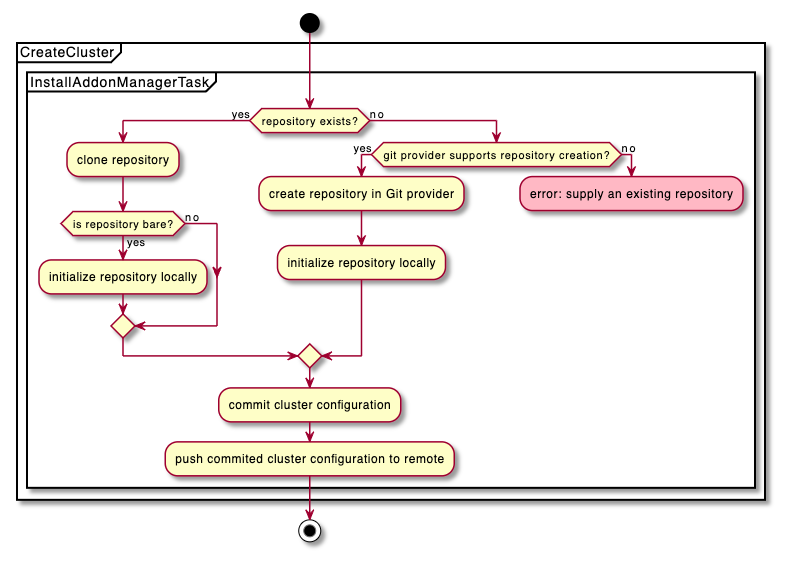 CreateCluster
InstallAddonManagerTask
repository exists?
yes
no
clone repository
git provider supports repository creation?
yes
no
create repository in Git provider
error: supply an existing repository
is repository bare?
no
yes
initialize repository locally
initialize repository locally
commit cluster configuration
push commited cluster configuration to remote